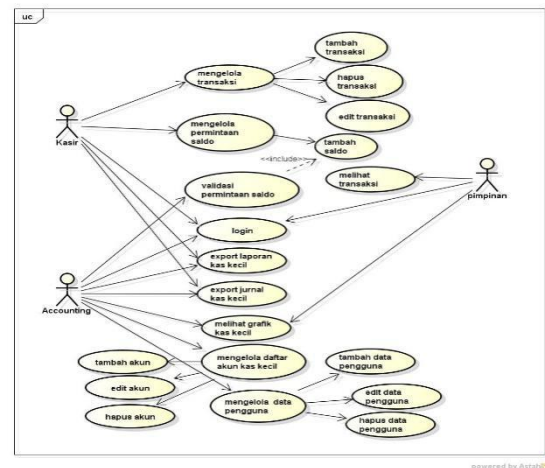 uc
tambah
transaksi
mengelola
transaksi
hapus
transaksi
edit transaksi
mengelola
permintaan
saldo
Kasir
tambah
saldo
<<include>>
melihat
transaksi
validasi
permintaan saldo
pimpinan
login
export laporan
kas kecil
export jurnal
kas kecil
Accounting
melihat grafik
kas kecil
mengelola daftar
akun kas kecil
tambah akun
edit akun
hapus akun
tambah data
pengguna
mengelola data
pengguna
edit data
pengguna
hapus data
pengguna
powered by Astah